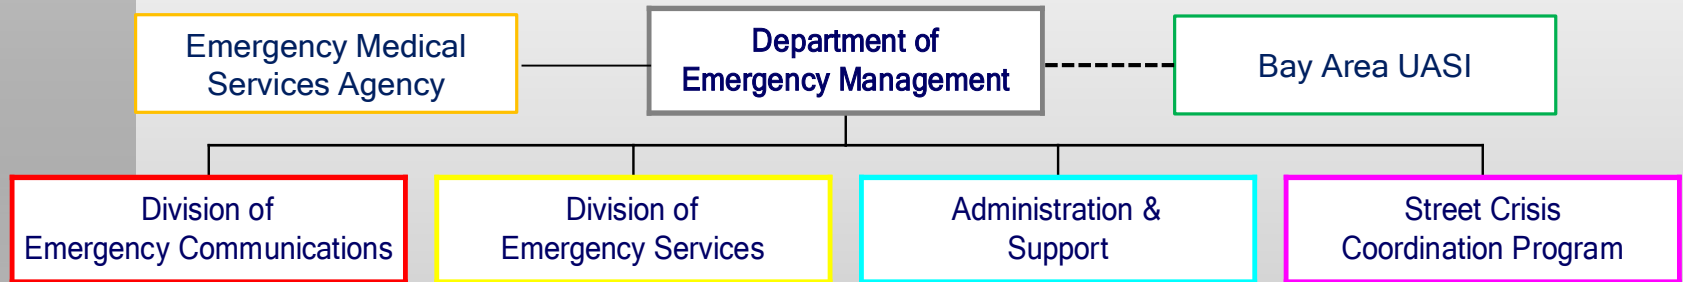 Emergency Medical
Services Agency
Department of
Emergency Management
Bay Area UASI
Division of
Emergency Communications
Division of
Emergency Services
Administration &
Support
Street Crisis
Coordination Program